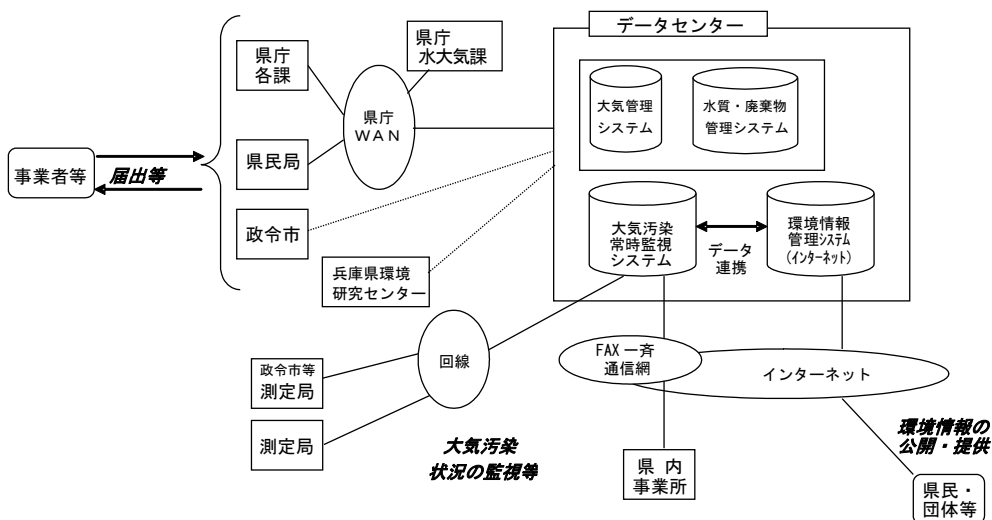 データセンター
県庁
各課
県庁
水大気課
県庁
ＷＡＮ
大気管理
システム
水質・廃棄物
管理システム
事業者等
届出等
県民局
政令市
兵庫県環境
研究センター
大気汚染
常時監視
システム
データ
連携
環境情報
管理システム
(インターネット)
政令市等
測定局
測定局
回線
FAX 一斉
通信網
インターネット
大気汚染
状況の監視等
県 内
事業所
環境情報の
公開・提供
県民・
団体等